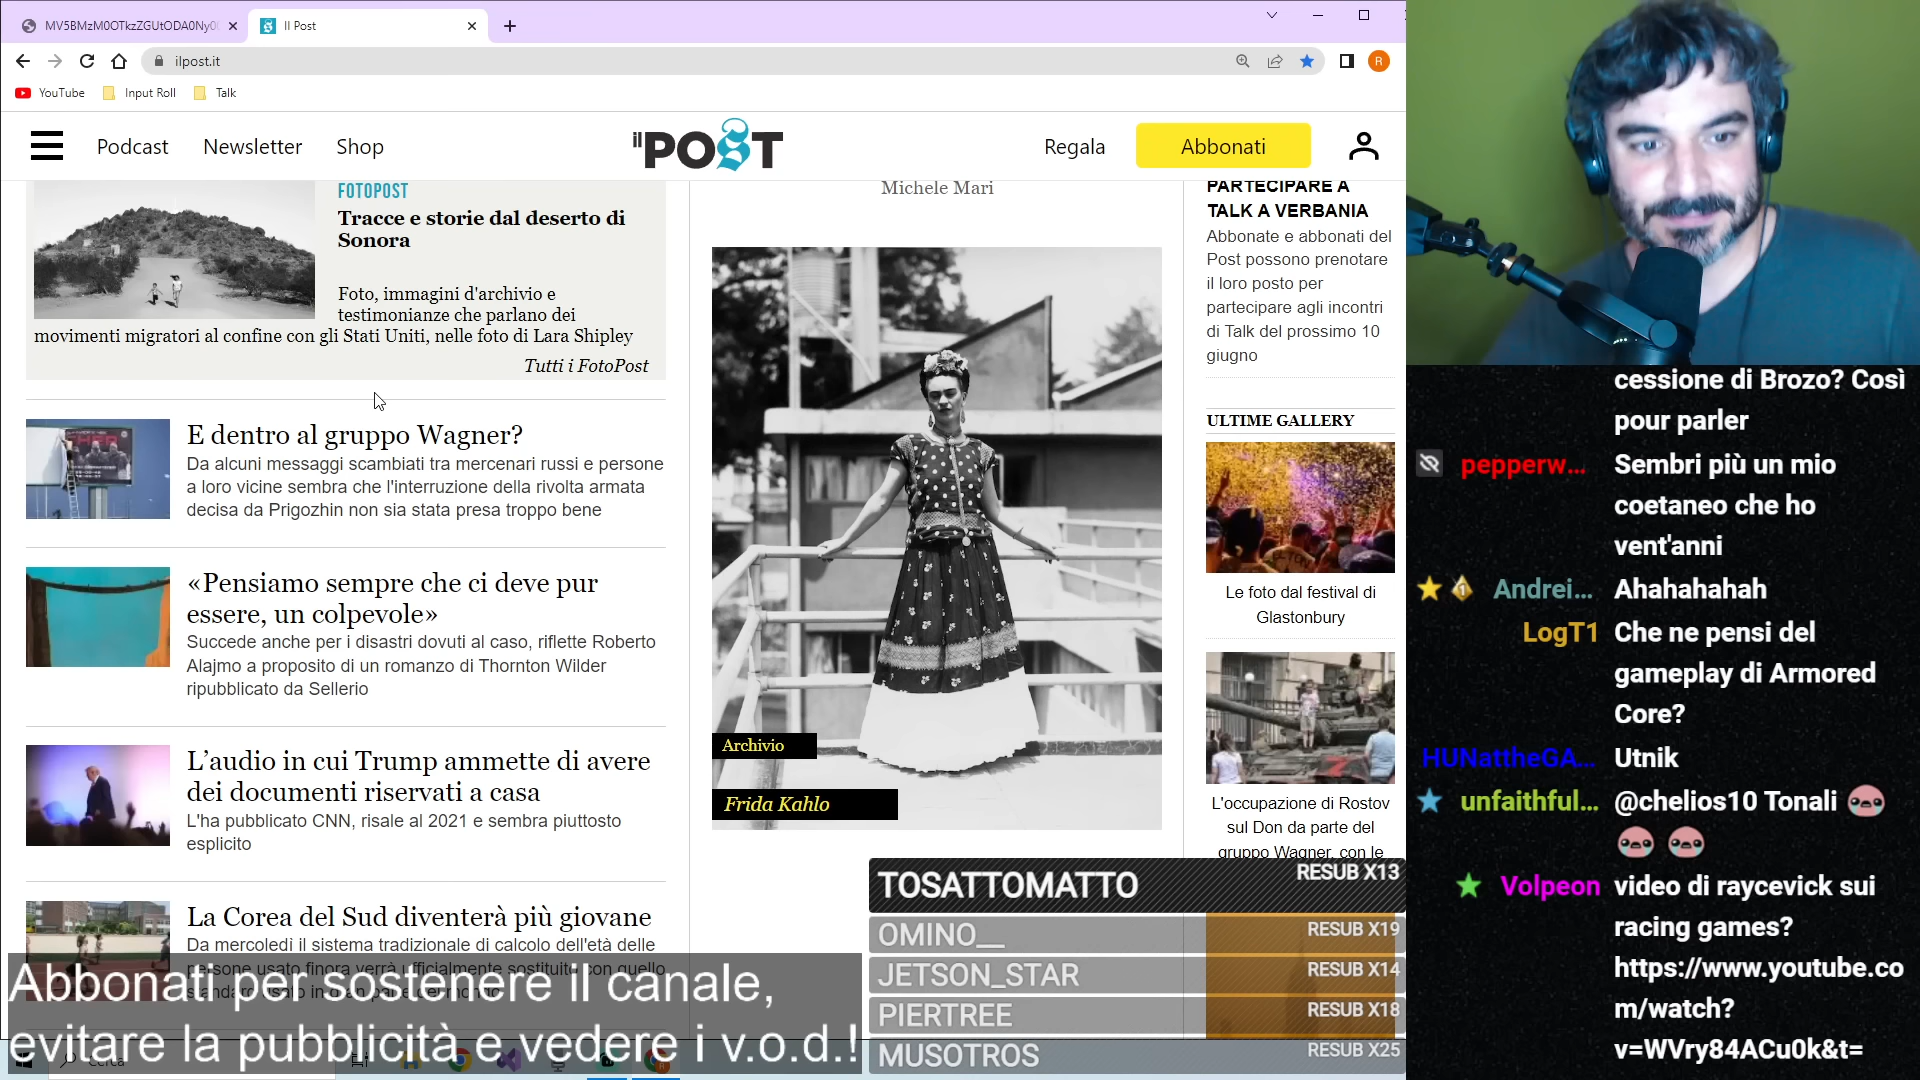 MV5BMzM0OTkzZGUtODA0Ny0
Il Post
ilpost.it
R
YouTube
Input Roll
Talk
Podcast
Newsletter
Shop
il POST
Regala
Abbonati
FOTOPOST
Tracce e storie dal deserto di
Sonora
Foto, immagini d'archivio e
testimonianze che parlano dei
movimenti migratori al confine con gli Stati Uniti, nelle foto di Lara Shipley
Tutti i FotoPost
E dentro al gruppo Wagner?
Da alcuni messaggi scambiati tra mercenari russi e persone
a loro vicine sembra che l'interruzione della rivolta armata
decisa da Prigozhin non sia stata presa troppo bene
«Pensiamo sempre che ci deve pur
essere, un colpevole»
Succede anche per i disastri dovuti al caso, riflette Roberto
Alajmo a proposito di un romanzo di Thornton Wilder
ripubblicato da Sellerio
L’audio in cui Trump ammette di avere
dei documenti riservati a casa
L'ha pubblicato CNN, risale al 2021 e sembra piuttosto
esplicito
La Corea del Sud diventerà più giovane
Da mercoledì il sistema tradizionale di calcolo dell'età delle
persone usato finora verrà ufficialmente sostituito con quello
Michele Mari
Archivio
Frida Kahlo
PARTECIPARE A
TALK A VERBANIA
Abbonate e abbonati del
Post possono prenotare
il loro posto per
partecipare agli incontri
di Talk del prossimo 10
giugno
ULTIME GALLERY
Le foto dal festival di
Glastonbury
L'occupazione di Rostov
sul Don da parte del
gruppo Wagner, con le
Abbonati per sostenere il canale,
evitare la pubblicità e vedere i v.o.d.!
Cerca
TOSATTOMATTO RESUB X13
OMINO__ RESUB X19
JETSON_STAR RESUB X14
PIERTREE RESUB X18
MUSOTROS RESUB X25
cessione di Brozo? Così
pour parler
pepperw... Sembri più un mio
coetaneo che ho
vent'anni
Andrei... Ahahahahah
LogT1 Che ne pensi del
gameplay di Armored
Core?
HUNattheGA... Utnik
unfaithful... @chelios10 Tonali
Volpeon video di raycevick sui
racing games?
https://www.youtube.co
m/watch?
v=WVry84ACu0k&t=